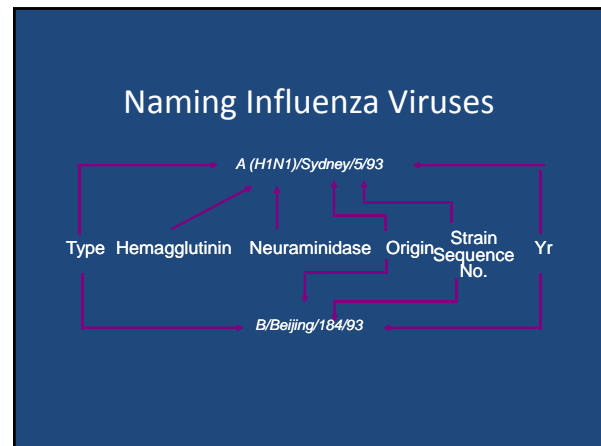 Naming Influenza Viruses
A (H1N1)/Sydney/5/93
Type Hemagglutinin Neuraminidase Origin Strain Sequence No. Yr
B/Beijing/184/93